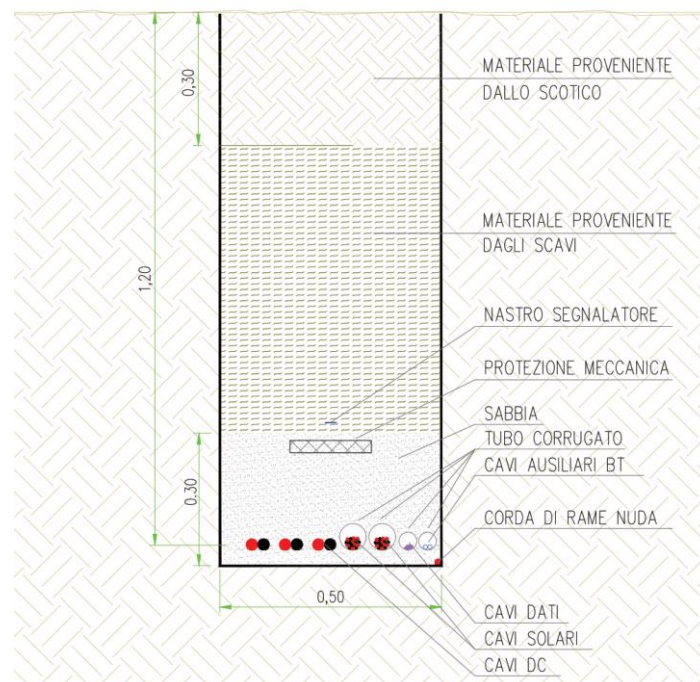 0,30
MATERIALE PROVENIENTE
DALLO SCOTICO
1,20
MATERIALE PROVENIENTE
DAGLI SCAVI
NASTRO SEGNALATORE
PROTEZIONE MECCANICA
SABBIA
TUBO CORRUGATO
CAVI AUSILIARI BT
0.30
CORDA DI RAME NUDA
0,50
CAVI DATI
CAVI SOLARI
CAVI DC